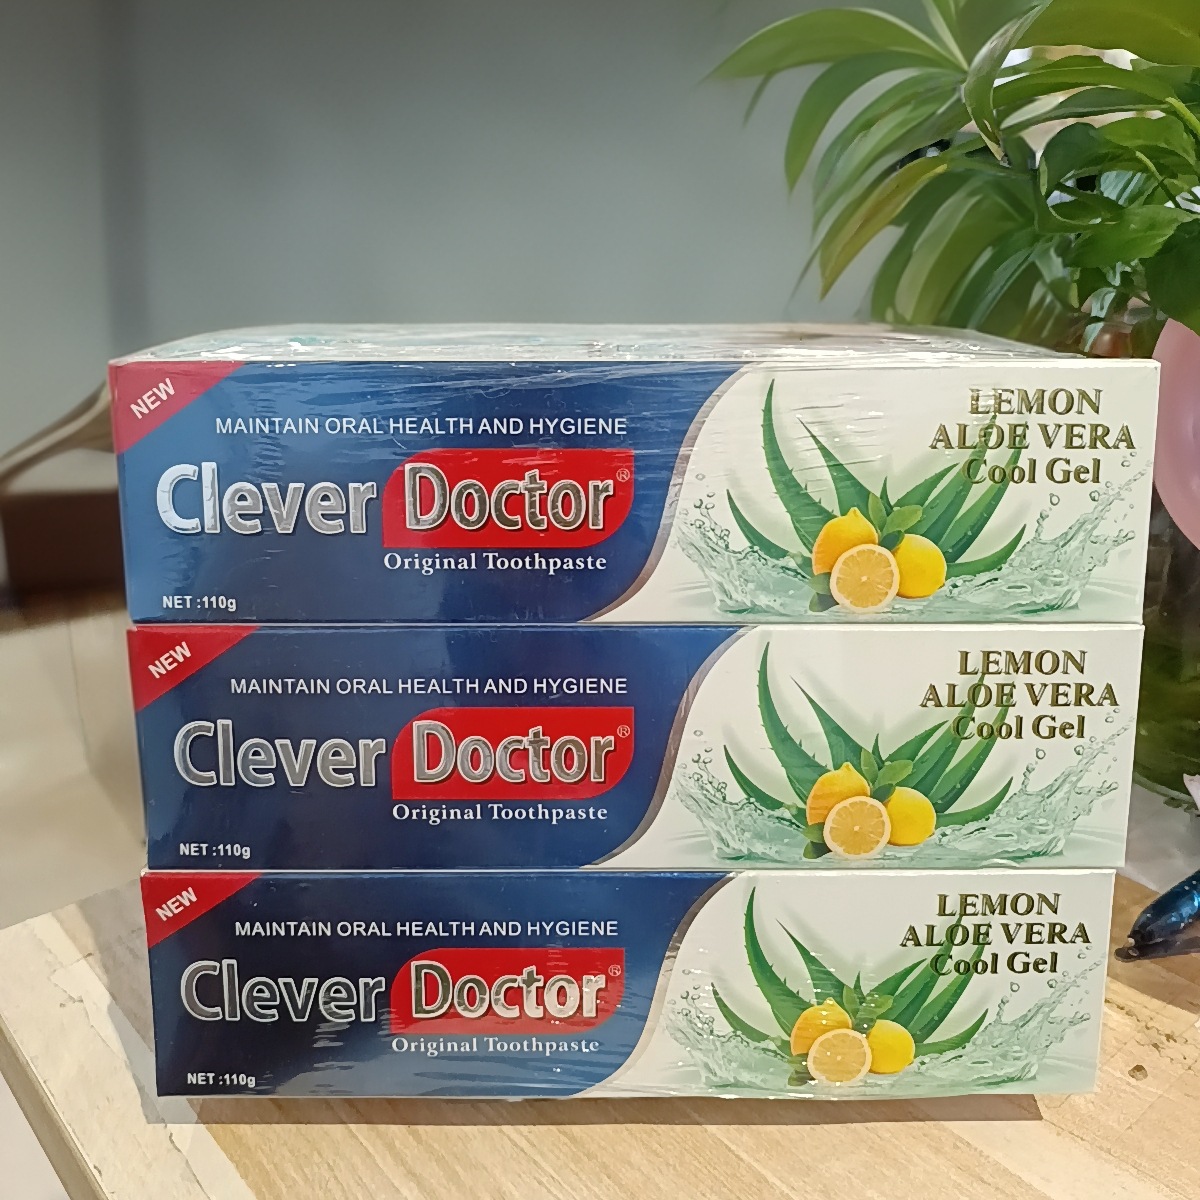 NEW
MAINTAIN ORAL HEALTH AND HYGIENE
Clever Doctor®
Original Toothpaste
NET :110g
LEMON
ALOE VERA
Cool Gel
NEW
MAINTAIN ORAL HEALTH AND HYGIENE
Clever Doctor®
Original Toothpaste
NET :110g
LEMON
ALOE VERA
Cool Gel
NEW
MAINTAIN ORAL HEALTH AND HYGIENE
Clever Doctor®
Original Toothpaste
NET :110g
LEMON
ALOE VERA
Cool Gel